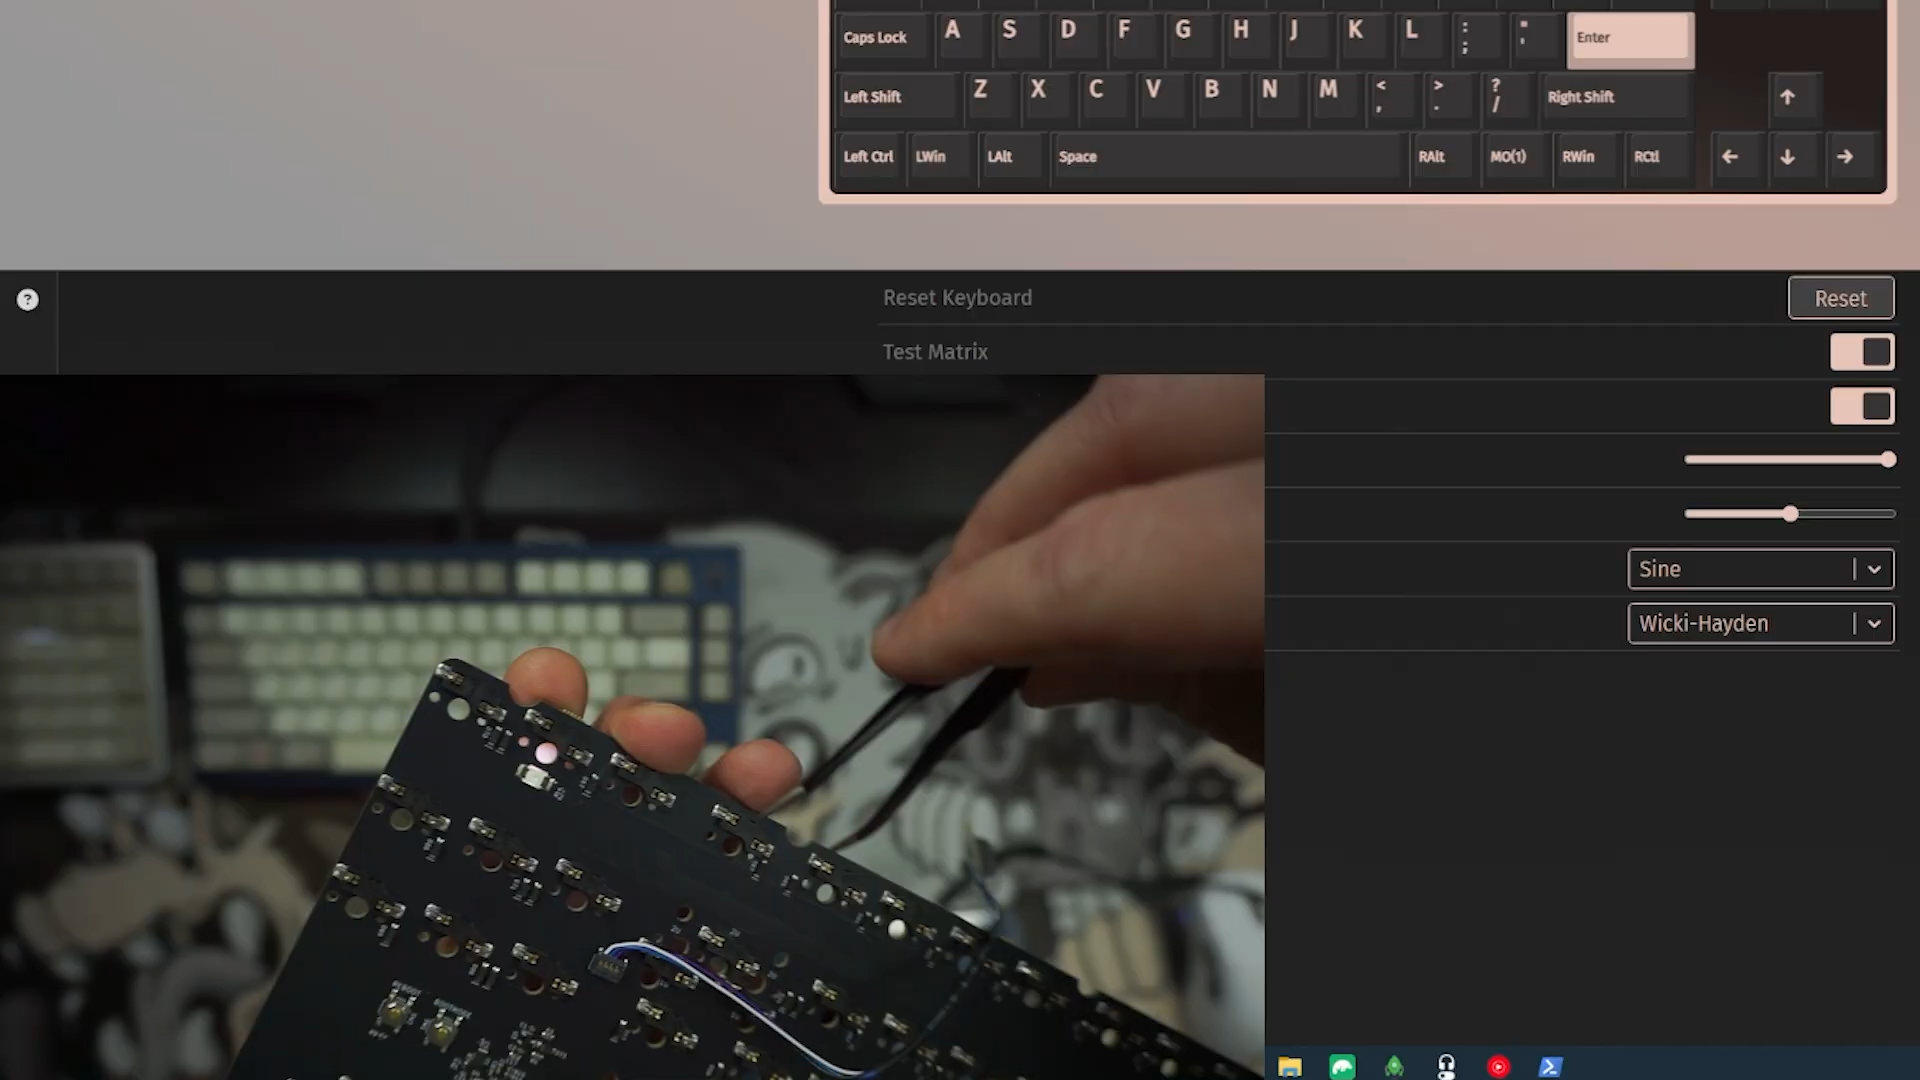 Caps Lock A S D F G H J K L : ; " ' Enter
Left Shift Z X C V B N M < , > . ? / Right Shift ↑
Left Ctrl LWin LAlt Space RAlt MO(1) RWin RCtl ← ↓ →
?
Reset Keyboard Reset
Test Matrix
Sine
Wicki-Hayden